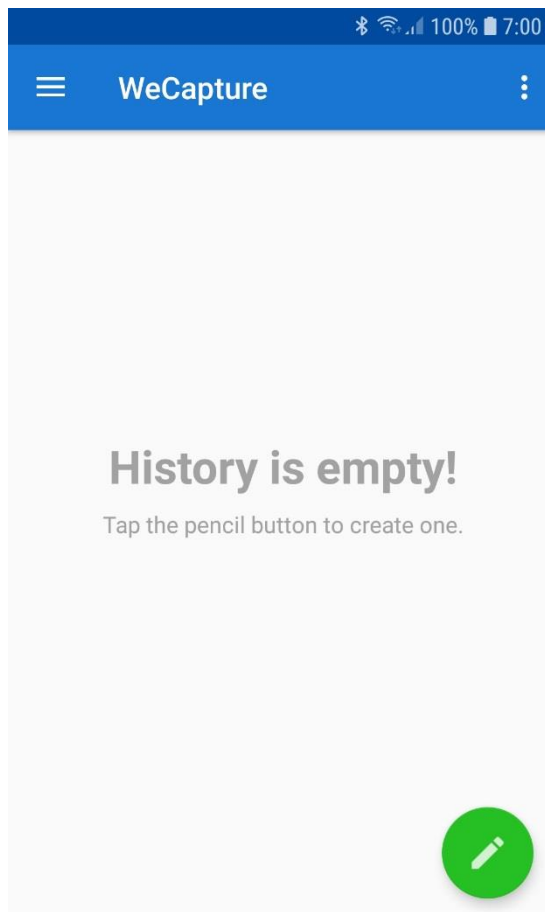 100% 7:00
WeCapture
History is empty!
Tap the pencil button to create one.